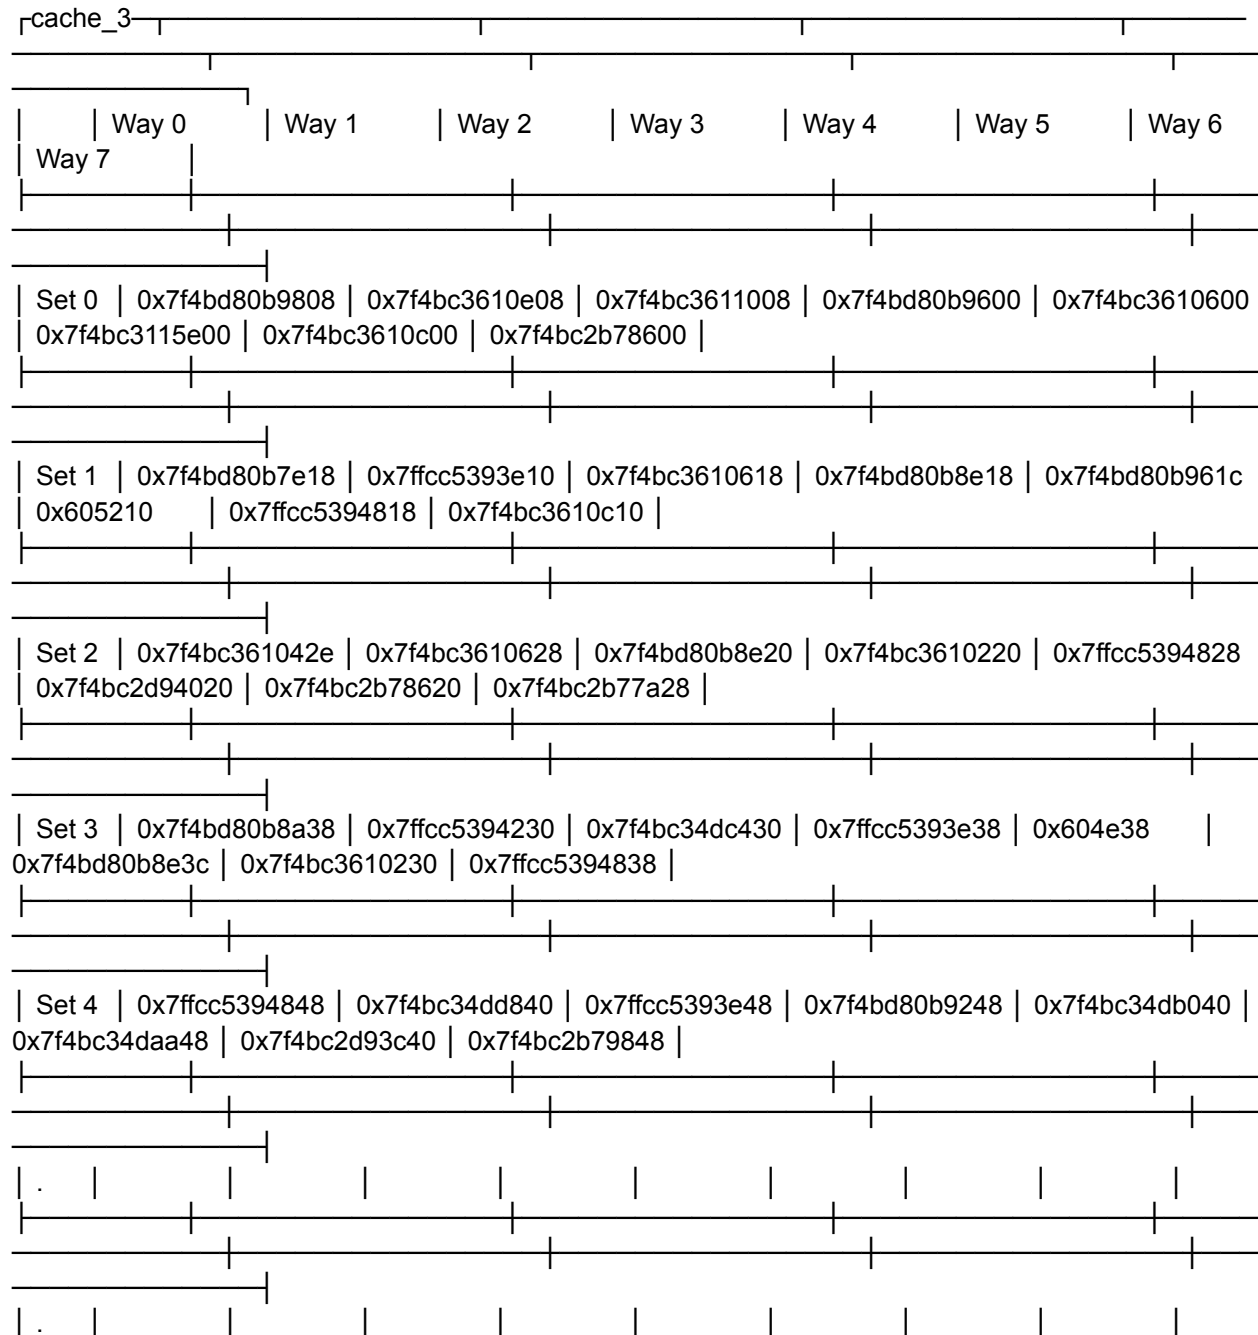 ┌cache_3─┬────────────────┬────────────────┬────────────────┬──────
──────────┬────────────────┬────────────────┬────────────────┬────
────────────┐
│ │ Way 0 │ Way 1 │ Way 2 │ Way 3 │ Way 4 │ Way 5 │ Way 6
│ Way 7 │
├────────┼────────────────┼────────────────┼────────────────┼─────
───────────┼────────────────┼────────────────┼────────────────┼───
─────────────┤
│ Set 0 │ 0x7f4bd80b9808 │ 0x7f4bc3610e08 │ 0x7f4bc3611008 │ 0x7f4bd80b9600 │ 0x7f4bc3610600
│ 0x7f4bc3115e00 │ 0x7f4bc3610c00 │ 0x7f4bc2b78600 │
├────────┼────────────────┼────────────────┼────────────────┼─────
───────────┼────────────────┼────────────────┼────────────────┼───
─────────────┤
│ Set 1 │ 0x7f4bd80b7e18 │ 0x7ffcc5393e10 │ 0x7f4bc3610618 │ 0x7f4bd80b8e18 │ 0x7f4bd80b961c
│ 0x605210 │ 0x7ffcc5394818 │ 0x7f4bc3610c10 │
├────────┼────────────────┼────────────────┼────────────────┼─────
───────────┼────────────────┼────────────────┼────────────────┼───
─────────────┤
│ Set 2 │ 0x7f4bc361042e │ 0x7f4bc3610628 │ 0x7f4bd80b8e20 │ 0x7f4bc3610220 │ 0x7ffcc5394828
│ 0x7f4bc2d94020 │ 0x7f4bc2b78620 │ 0x7f4bc2b77a28 │
├────────┼────────────────┼────────────────┼────────────────┼─────
───────────┼────────────────┼────────────────┼────────────────┼───
─────────────┤
│ Set 3 │ 0x7f4bd80b8a38 │ 0x7ffcc5394230 │ 0x7f4bc34dc430 │ 0x7ffcc5393e38 │ 0x604e38 │
0x7f4bd80b8e3c │ 0x7f4bc3610230 │ 0x7ffcc5394838 │
├────────┼────────────────┼────────────────┼────────────────┼─────
───────────┼────────────────┼────────────────┼────────────────┼───
─────────────┤
│ Set 4 │ 0x7ffcc5394848 │ 0x7f4bc34dd840 │ 0x7ffcc5393e48 │ 0x7f4bd80b9248 │ 0x7f4bc34db040 │
0x7f4bc34daa48 │ 0x7f4bc2d93c40 │ 0x7f4bc2b79848 │
├────────┼────────────────┼────────────────┼────────────────┼─────
───────────┼────────────────┼────────────────┼────────────────┼───
─────────────┤
│ . │ │ │ │ │ │ │ │ │
├────────┼────────────────┼────────────────┼────────────────┼─────
───────────┼────────────────┼────────────────┼────────────────┼───
─────────────┤
│ . │ │ │ │ │ │ │ │ │